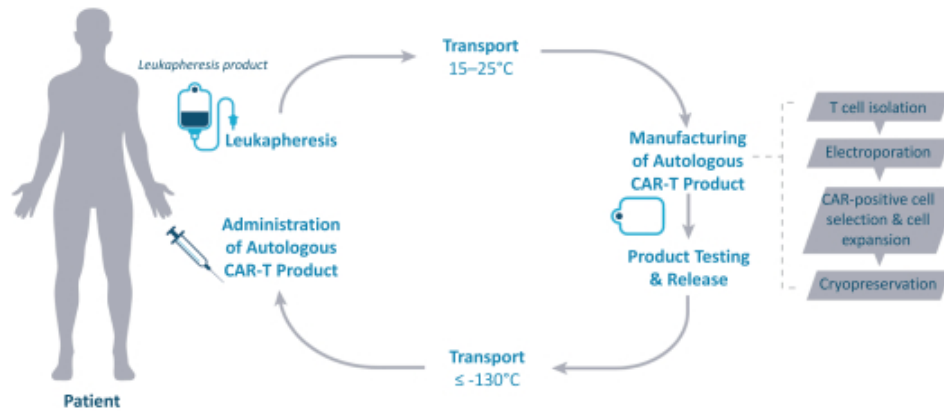 Leukapheresis product
Leukapheresis
Transport
15–25°C
Manufacturing
of Autologous
CAR-T Product
T cell isolation
Electroporation
CAR-positive cell
selection & cell
expansion
Cryopreservation
Product Testing
& Release
Transport
≤ -130°C
Administration
of Autologous
CAR-T Product
Patient